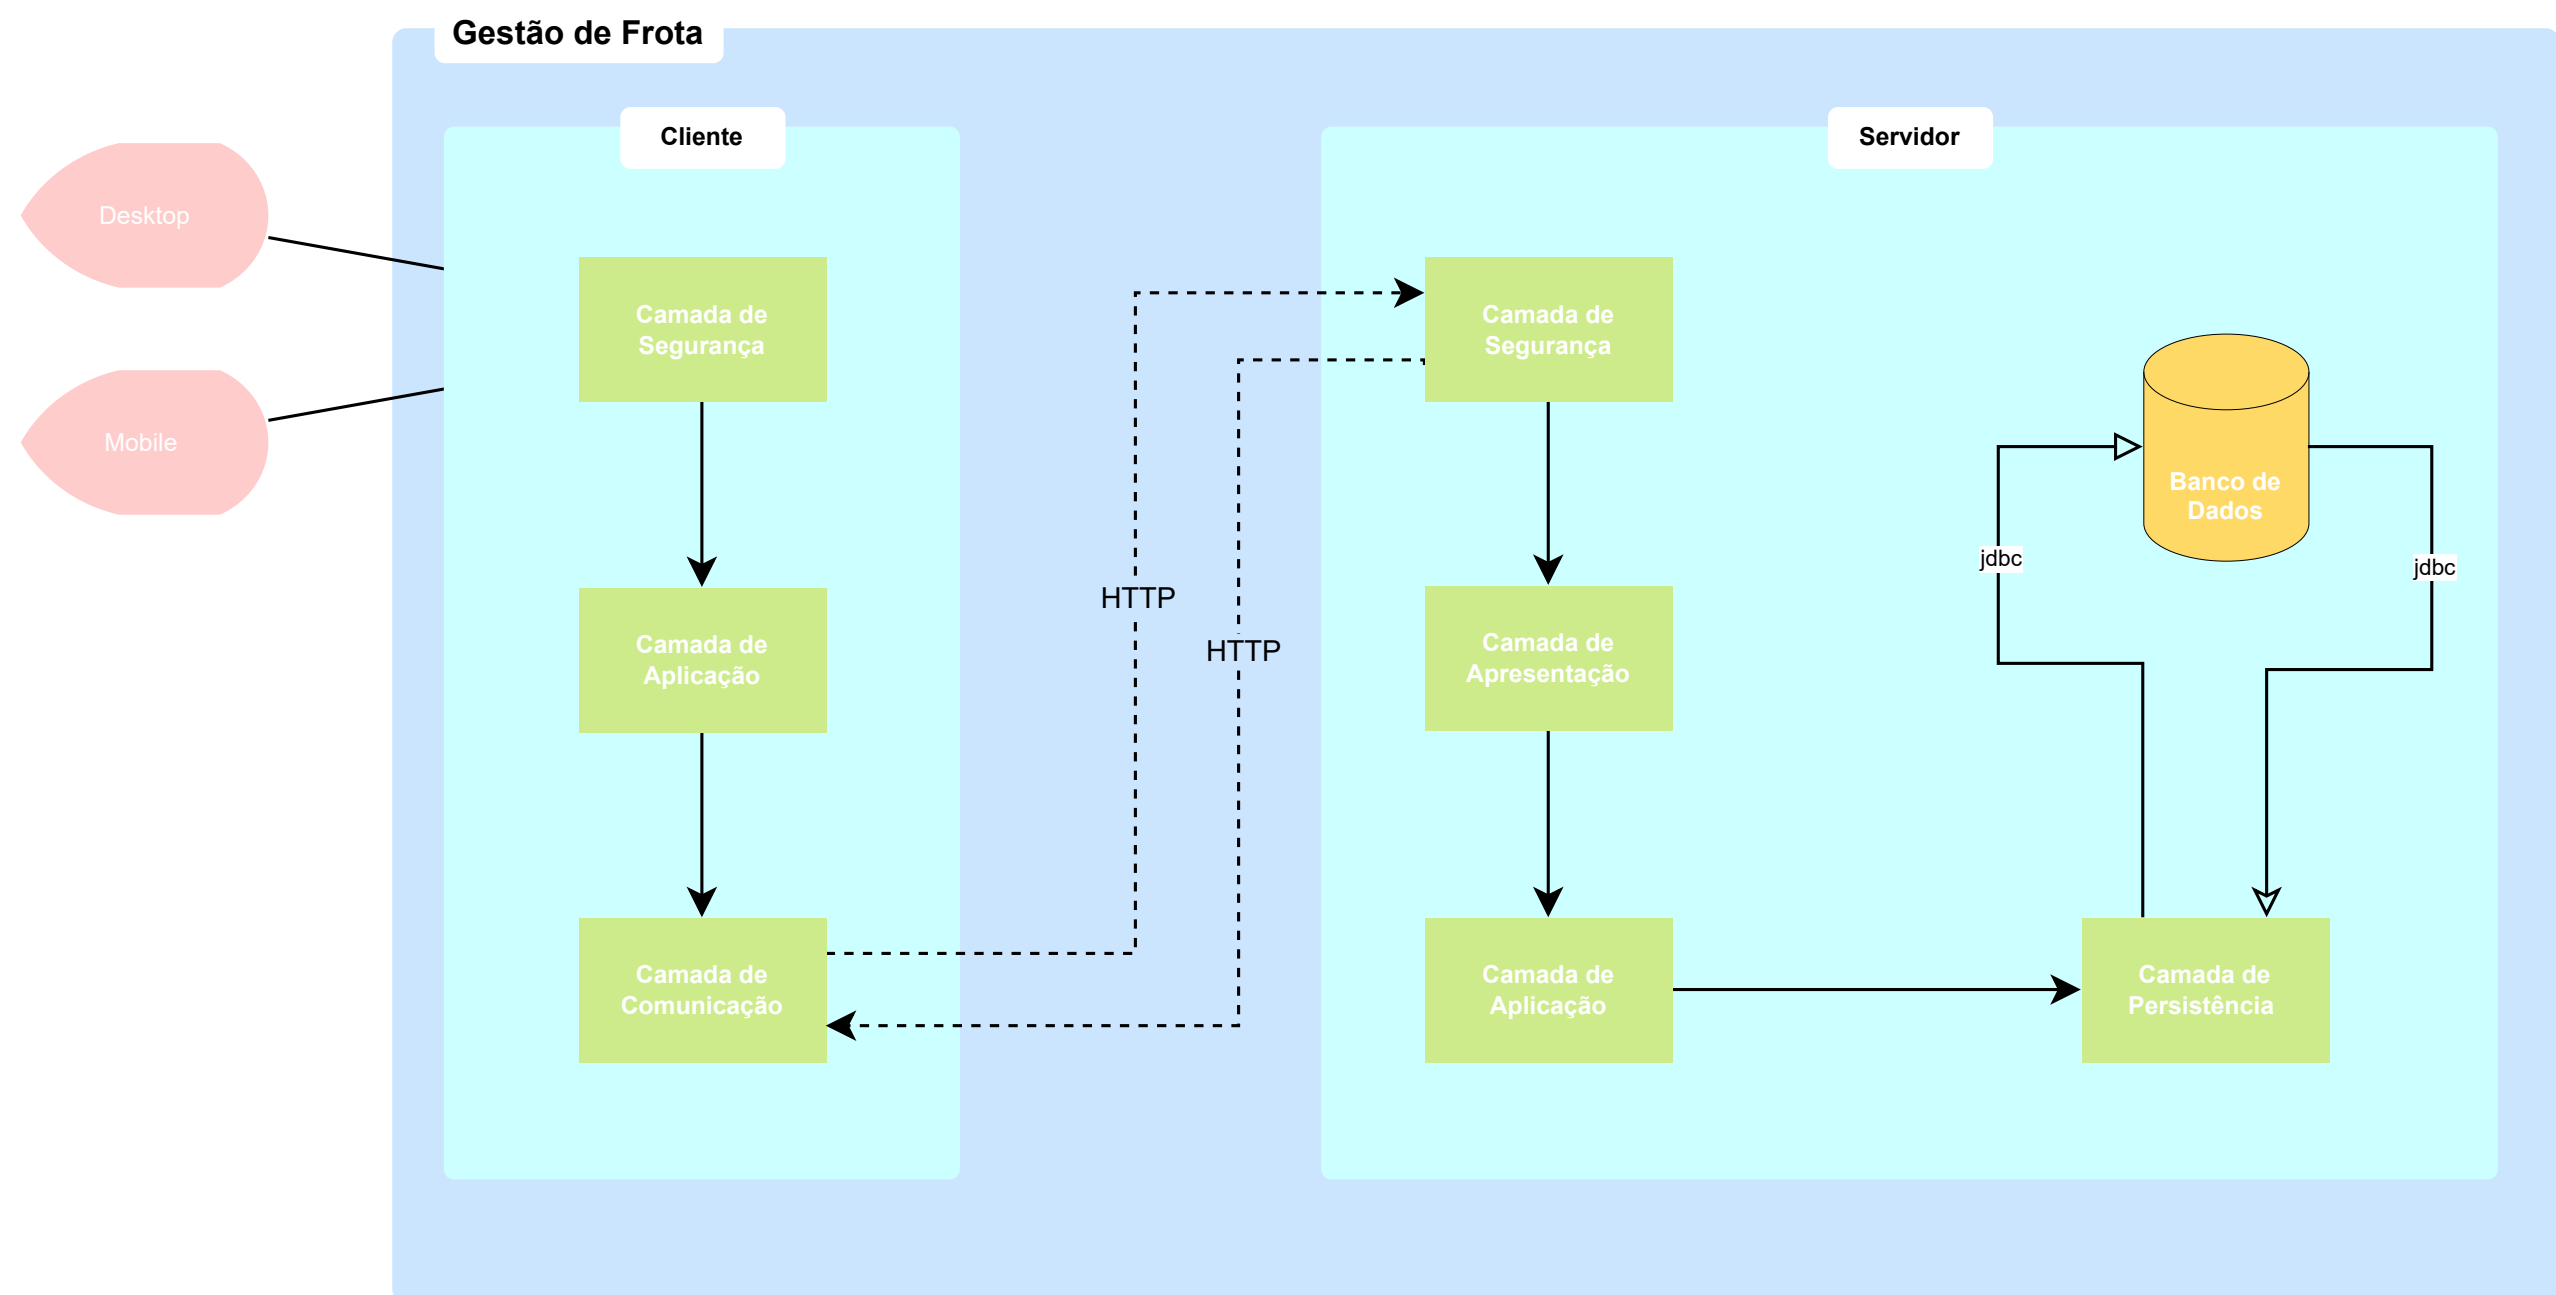 Gestão de Frota
Cliente
Servidor
Desktop
Mobile
Camada de
Segurança
Camada de
Aplicação
Camada de
Comunicação
HTTP
HTTP
Camada de
Segurança
Camada de
Apresentação
Camada de
Aplicação
Banco de
Dados
jdbc
jdbc
Camada de
Persistência